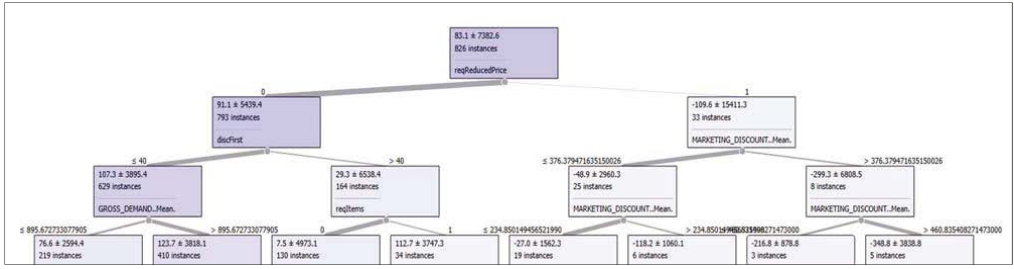 83.1 ± 7382.6
826 instances
reqReducedPrice
0
1
91.1 ± 5439.4
793 instances
discFirst
-109.6 ± 15411.3
33 instances
MARKETING_DISCOUNT..Mean.
≤ 40
> 40
≤ 376.379471635150026
> 376.379471635150026
107.3 ± 3895.4
629 instances
GROSS_DEMAND..Mean.
29.3 ± 6538.4
164 instances
reqItems
-48.9 ± 2960.3
25 instances
MARKETING_DISCOUNT..Mean.
-299.3 ± 6808.5
8 instances
MARKETING_DISCOUNT..Mean.
≤ 895.672733077905
> 895.672733077905
0
1
≤ 234.850149456521990
> 234.850149456521990
> 460.835408271473000
76.6 ± 2594.4
219 instances
123.7 ± 3818.1
410 instances
7.5 ± 4973.1
130 instances
112.7 ± 3747.3
34 instances
-27.0 ± 1562.3
19 instances
-118.2 ± 1060.1
6 instances
-216.8 ± 878.8
3 instances
-348.8 ± 3838.8
5 instances